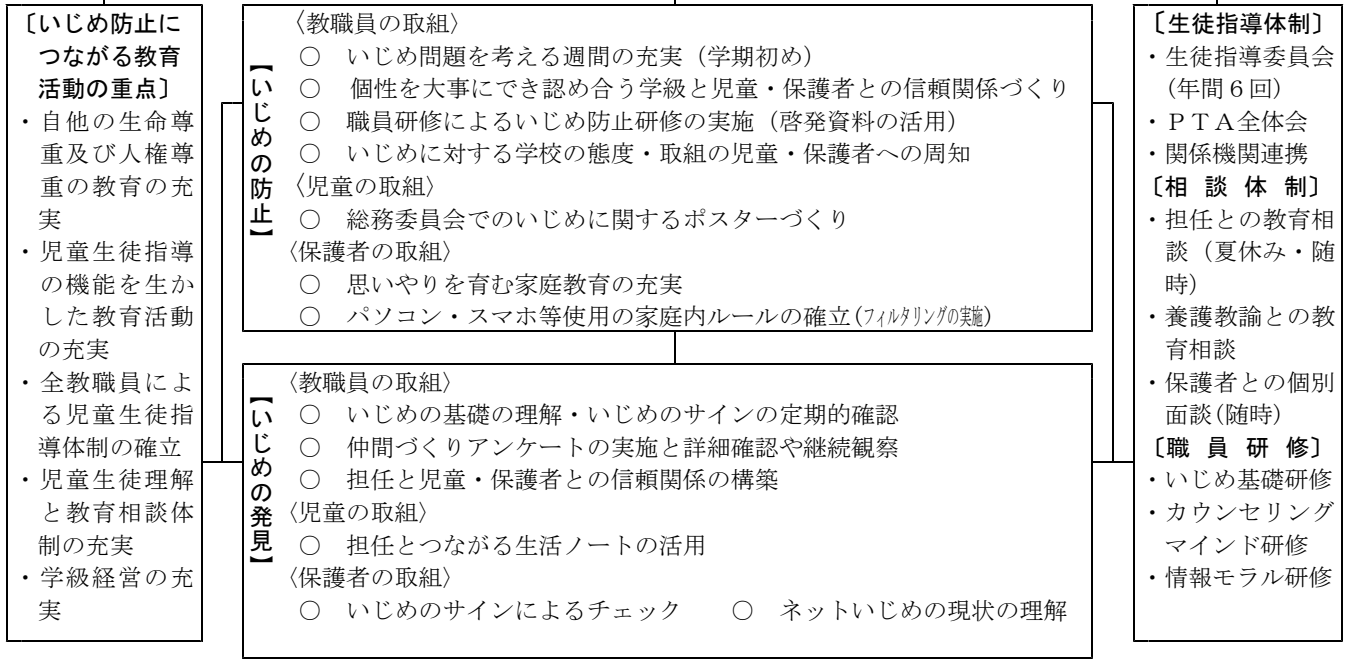 〔いじめ防止に
つながる教育
活動の重点〕
・自他の生命尊
重及び人権尊
重の教育の充
実
・児童生徒指導
の機能を生か
した教育活動
の充実
・全教職員によ
る児童生徒指
導体制の確立
・児童生徒理解
と教育相談体
制の充実
・学級経営の充
実
【いじめの防止】
〈教職員の取組〉
○ いじめ問題を考える週間の充実（学期初め）
○ 個性を大事にでき認め合う学級と児童・保護者との信頼関係づくり
○ 職員研修によるいじめ防止研修の実施（啓発資料の活用）
○ いじめに対する学校の態度・取組の児童・保護者への周知
〈児童の取組〉
○ 総務委員会でのいじめに関するポスターづくり
〈保護者の取組〉
○ 思いやりを育む家庭教育の充実
○ パソコン・スマホ等使用の家庭内ルールの確立(フィルタリングの実施)
【いじめの発見】
〈教職員の取組〉
○ いじめの基礎の理解・いじめのサインの定期的確認
○ 仲間づくりアンケートの実施と詳細確認や継続観察
○ 担任と児童・保護者との信頼関係の構築
〈児童の取組〉
○ 担任とつながる生活ノートの活用
〈保護者の取組〉
○ いじめのサインによるチェック ○ ネットいじめの現状の理解
〔生徒指導体制〕
・生徒指導委員会
（年間６回）
・ＰＴＡ全体会
・関係機関連携
〔相 談 体 制〕
・担任との教育相
談（夏休み・随
時）
・養護教諭との教
育相談
・保護者との個別
面談(随時)
〔職 員 研 修〕
・いじめ基礎研修
・カウンセリング
マインド研修
・情報モラル研修